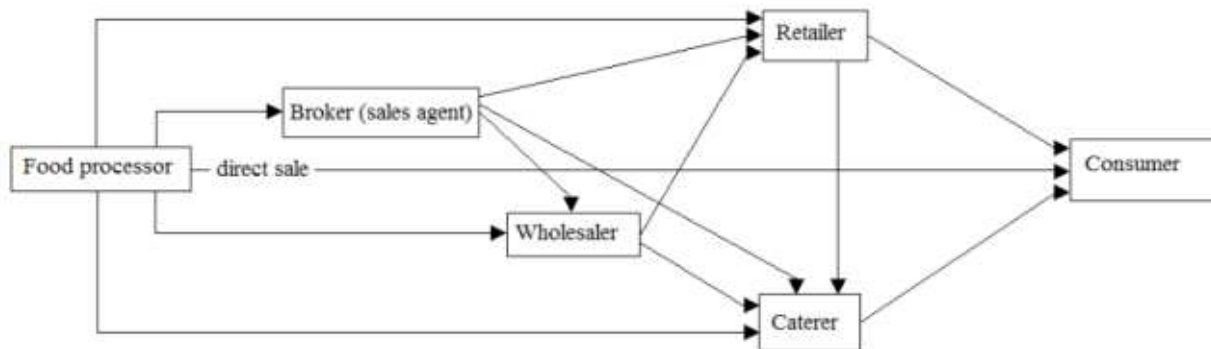 Retailer
Broker (sales agent)
Food processor
direct sale
Consumer
Wholesaler
Caterer